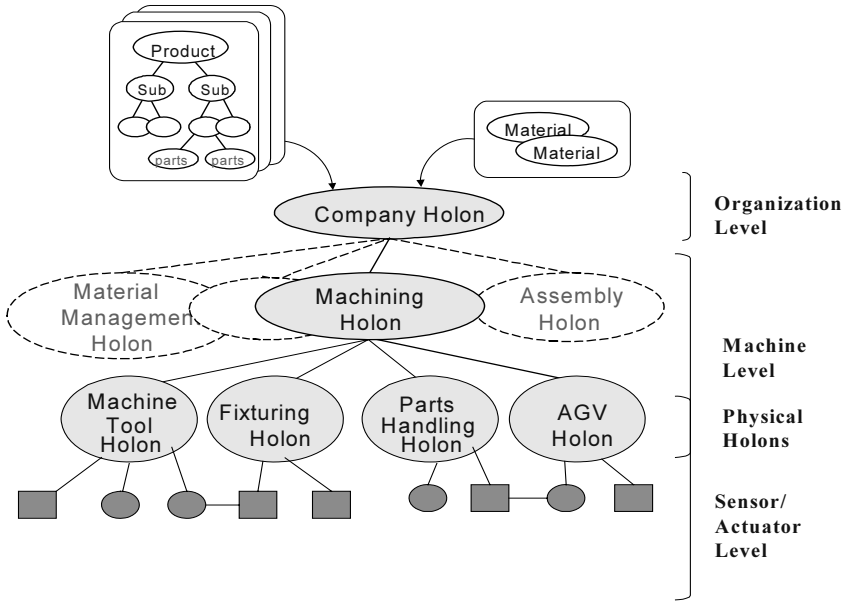 Product
Sub
Sub
parts
parts
Material
Material
Company Holon
Organization
Level
Material
Managemen
Holon
Machining
Holon
Assembly
Holon
Machine
Level
Machine
Tool
Holon
Fixturing
Holon
Parts
Handling
Holon
AGV
Holon
Physical
Holons
Sensor/
Actuator
Level